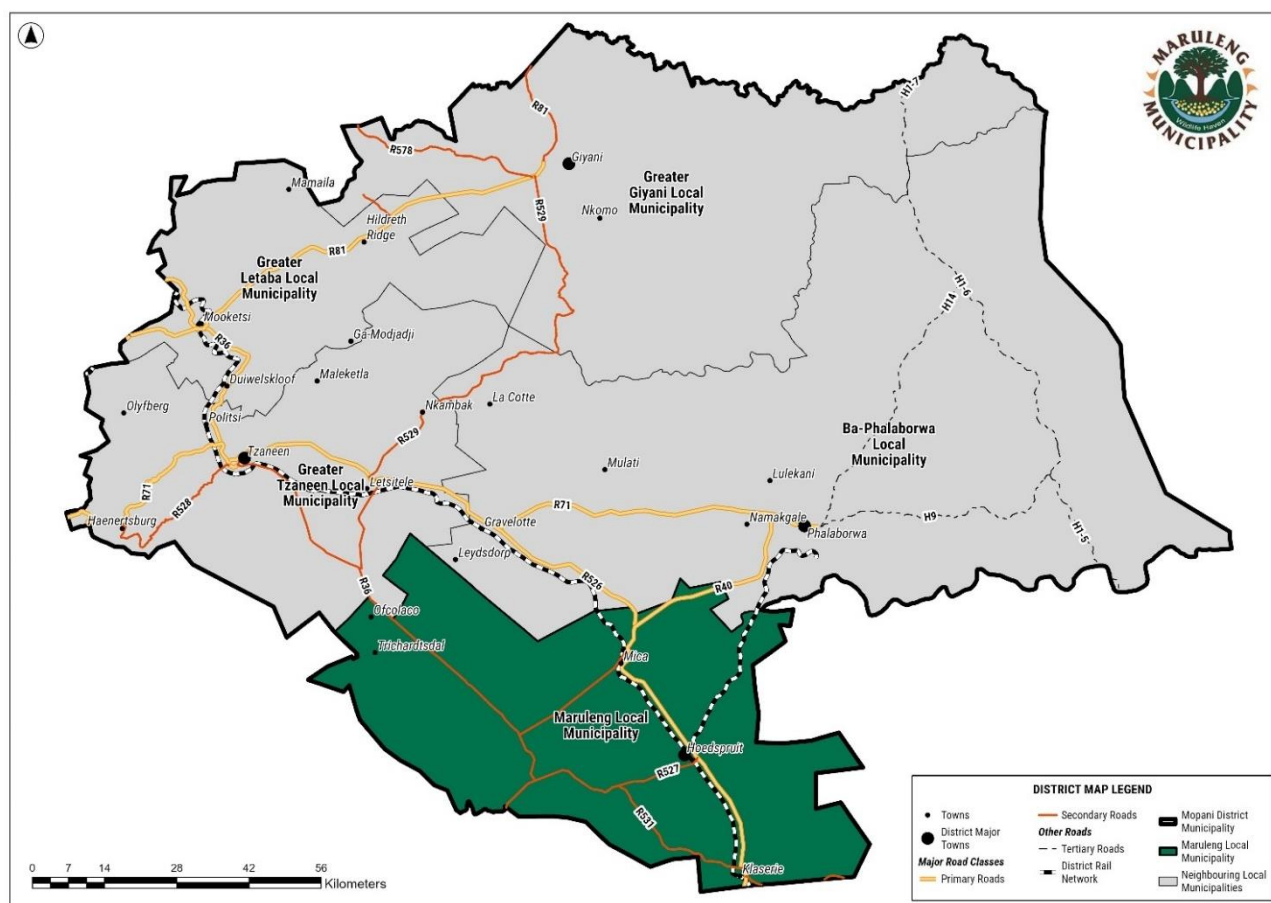 MARULENG
Wildlife Haven
MUNICIPALITY
H1-7
R81
R578
Giyani
Greater
Giyani Local
Municipality
Mamaila
R529
Nkomo
Hildreth
Ridge
R81
Greater
Letaba Local
Municipality
H1-6
H14
Mooketsi
R36
Ga-Modjadji
Duiwelskloof
Maleketla
Olyfberg
Politsi
Nkambak
La Cotte
R529
Ba-Phalaborwa
Local
Municipality
Tzaneen
Greater
Tzaneen Local
Municipality
Letsitele
Mulati
Lulekani
R71
R528
Haenertsburg
Gravelotte
R71
Namakgale
Phalaborwa
H9
H1-5
Leydsdorp
R36
R526
R40
Ofcolaco
Trichardtsdal
Mica
Maruleng Local
Municipality
Hoedspruit
R527
R531
Klaserie
0 7 14 28 42 56
Kilometers
DISTRICT MAP LEGEND
Towns
District Major
Towns
Major Road Classes
Primary Roads
Secondary Roads
Other Roads
Tertiary Roads
District Rail
Network
Mopani District
Municipality
Maruleng Local
Municipality
Neighbouring Local
Municipalities